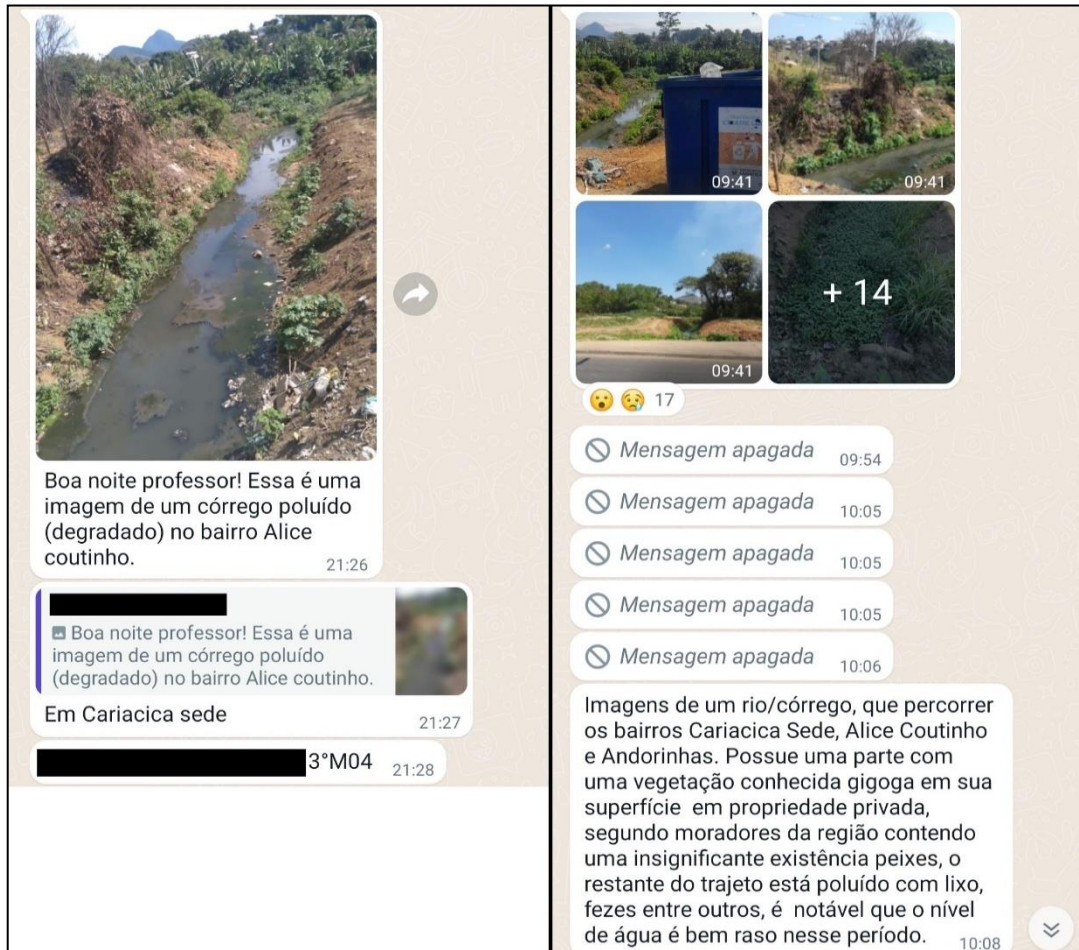 Boa noite professor! Essa é uma
imagem de um córrego poluído
(degradado) no bairro Alice
coutinho.
21:26
Boa noite professor! Essa é uma
imagem de um córrego poluído
(degradado) no bairro Alice coutinho.
Em Cariacica sede
21:27
3°M04
21:28
09:41
09:41
09:41
+ 14
17
Mensagem apagada
09:54
Mensagem apagada
10:05
Mensagem apagada
10:05
Mensagem apagada
10:05
Mensagem apagada
10:06
Imagens de um rio/córrego, que percorrer
os bairros Cariacica Sede, Alice Coutinho
e Andorinhas. Possue uma parte com
uma vegetação conhecida gigoga em sua
superfície em propriedade privada,
segundo moradores da região contendo
uma insignificante existência peixes, o
restante do trajeto está poluído com lixo,
fezes entre outros, é notável que o nível
de água é bem raso nesse período.
10:08